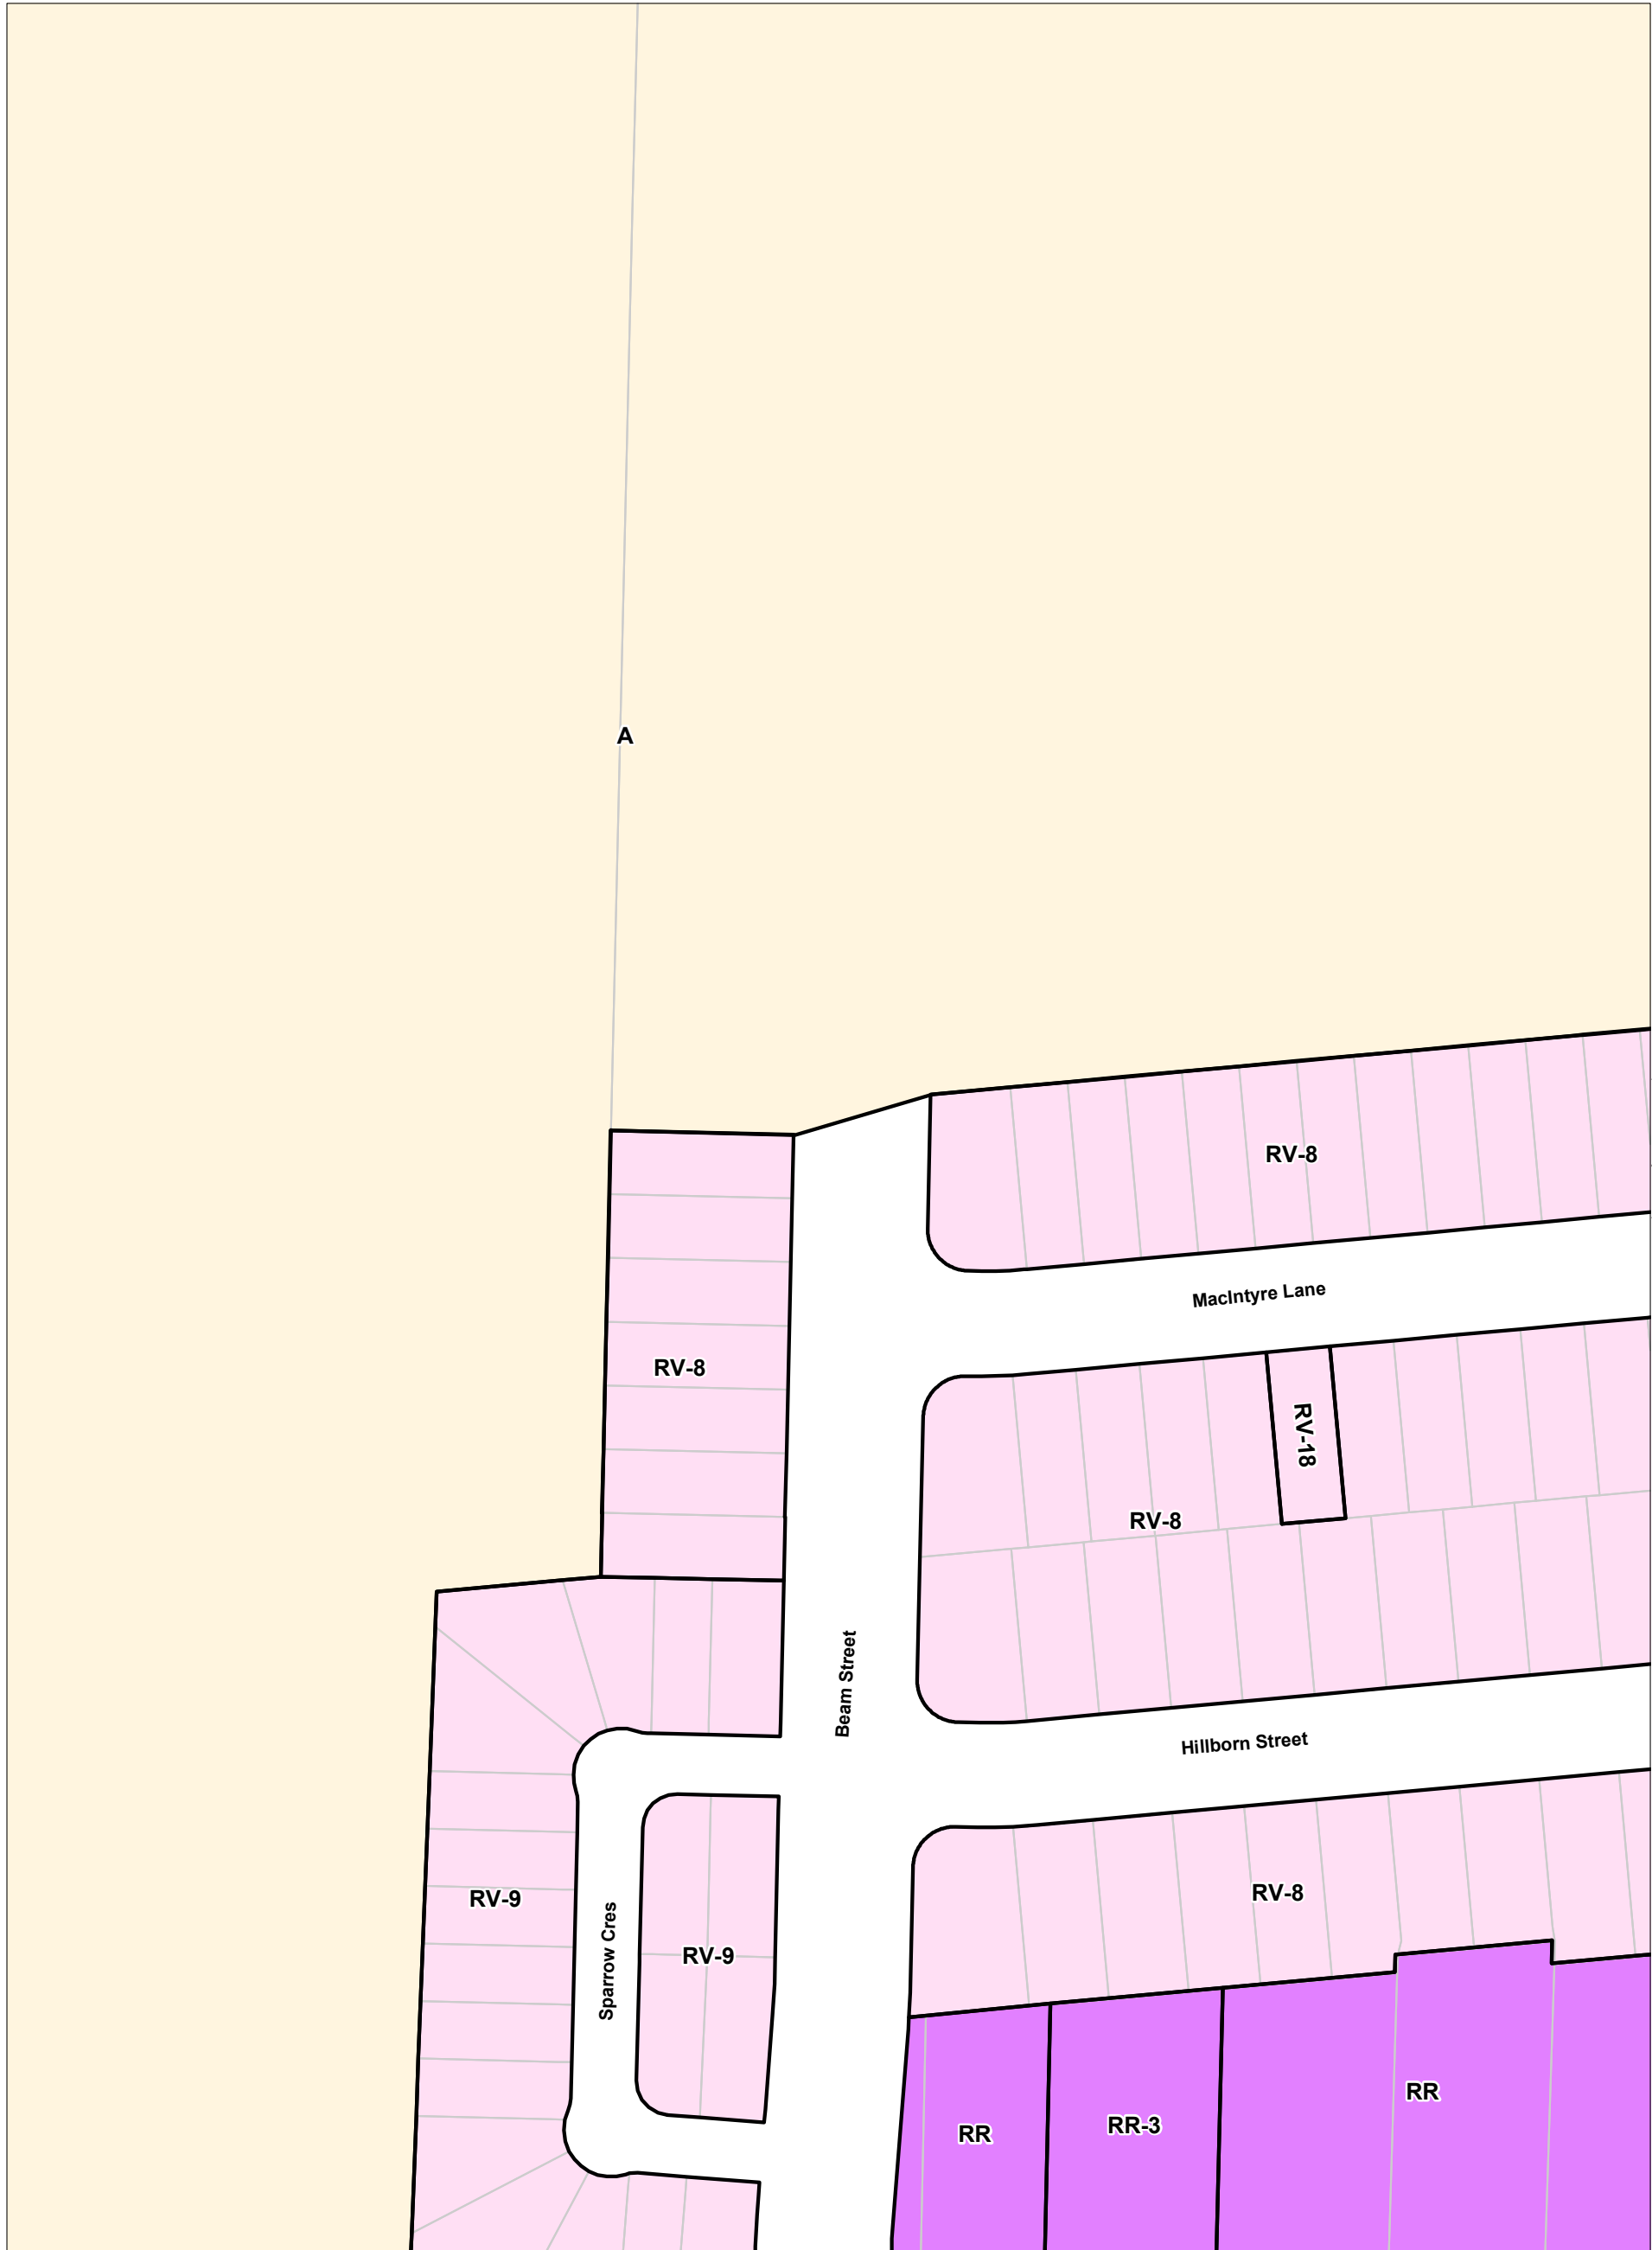 A
RV-8
MacIntyre Lane
RV-8
RV-18
RV-8
Beam Street
Hillborn Street
RV-8
RV-9
Sparrow Cres
RV-9
RR
RR-3
RR